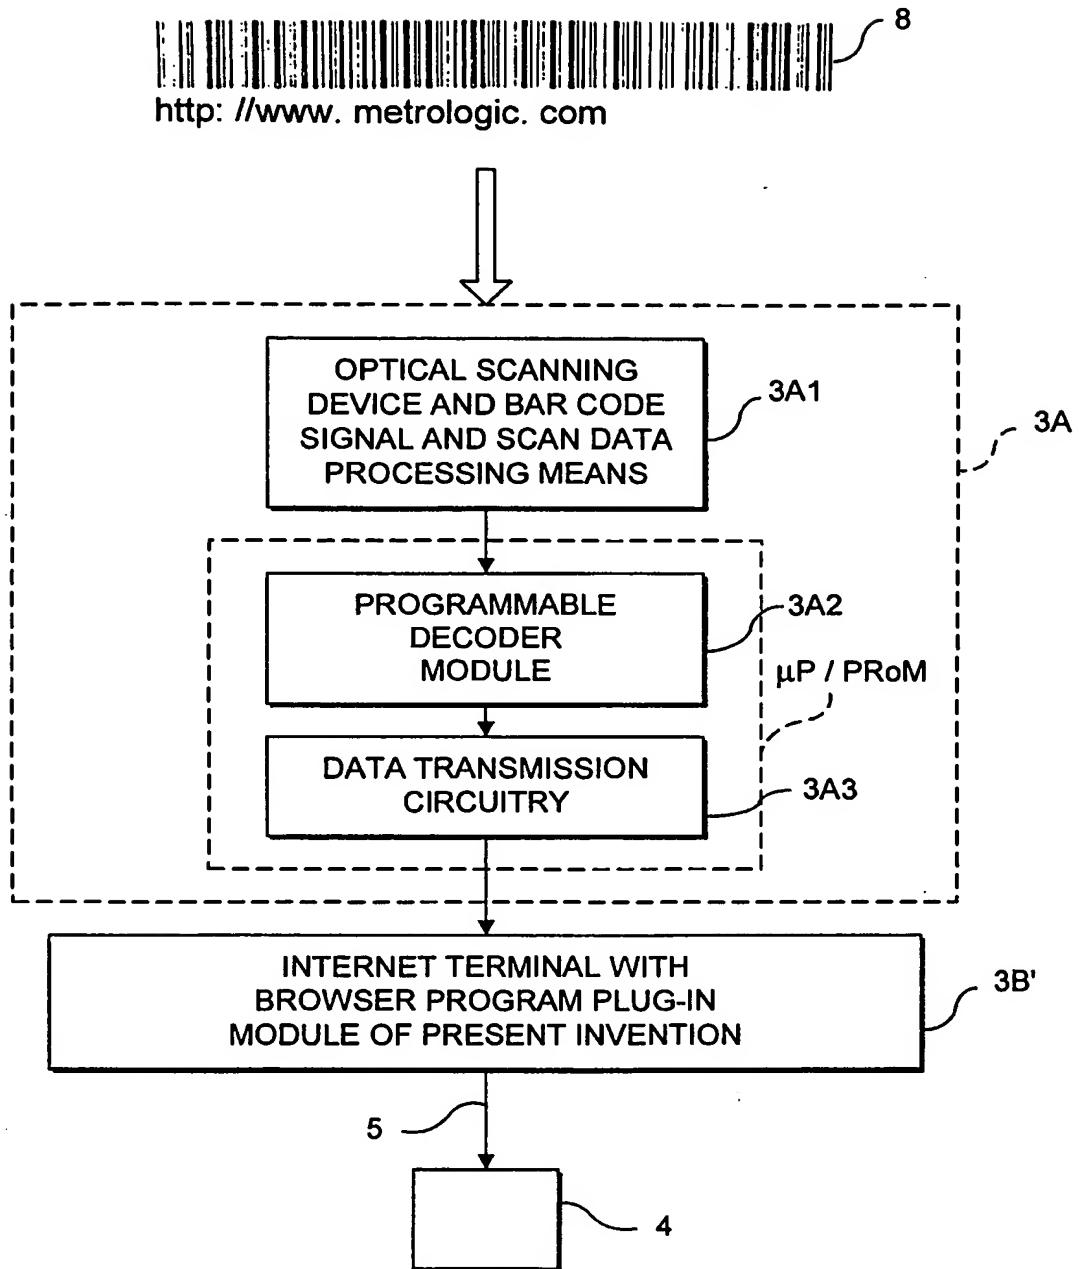 8
http: //www. metrologic. com
OPTICAL SCANNING
DEVICE AND BAR CODE
SIGNAL AND SCAN DATA
PROCESSING MEANS
3A1
3A
PROGRAMMABLE
DECODER
MODULE
3A2
μP / PRoM
DATA TRANSMISSION
CIRCUITRY
3A3
INTERNET TERMINAL WITH
BROWSER PROGRAM PLUG-IN
MODULE OF PRESENT INVENTION
3B'
5
4